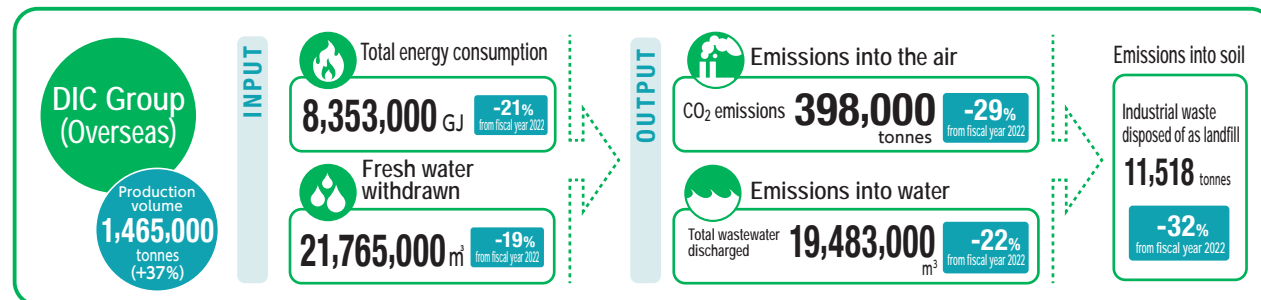 DIC Group
(Overseas)
Production
volume
1,465,000
tonnes
(+37%)
INPUT
Total energy consumption
8,353,000 GJ
-21%
from fiscal year 2022
Fresh water
withdrawn
21,765,000 m³
-19%
from fiscal year 2022
OUTPUT
Emissions into the air
CO₂ emissions 398,000
tonnes
-29%
from fiscal year 2022
Emissions into water
Total wastewater
discharged
19,483,000
m³
-22%
from fiscal year 2022
Emissions into soil
Industrial waste
disposed of as landfill
11,518 tonnes
-32%
from fiscal year 2022